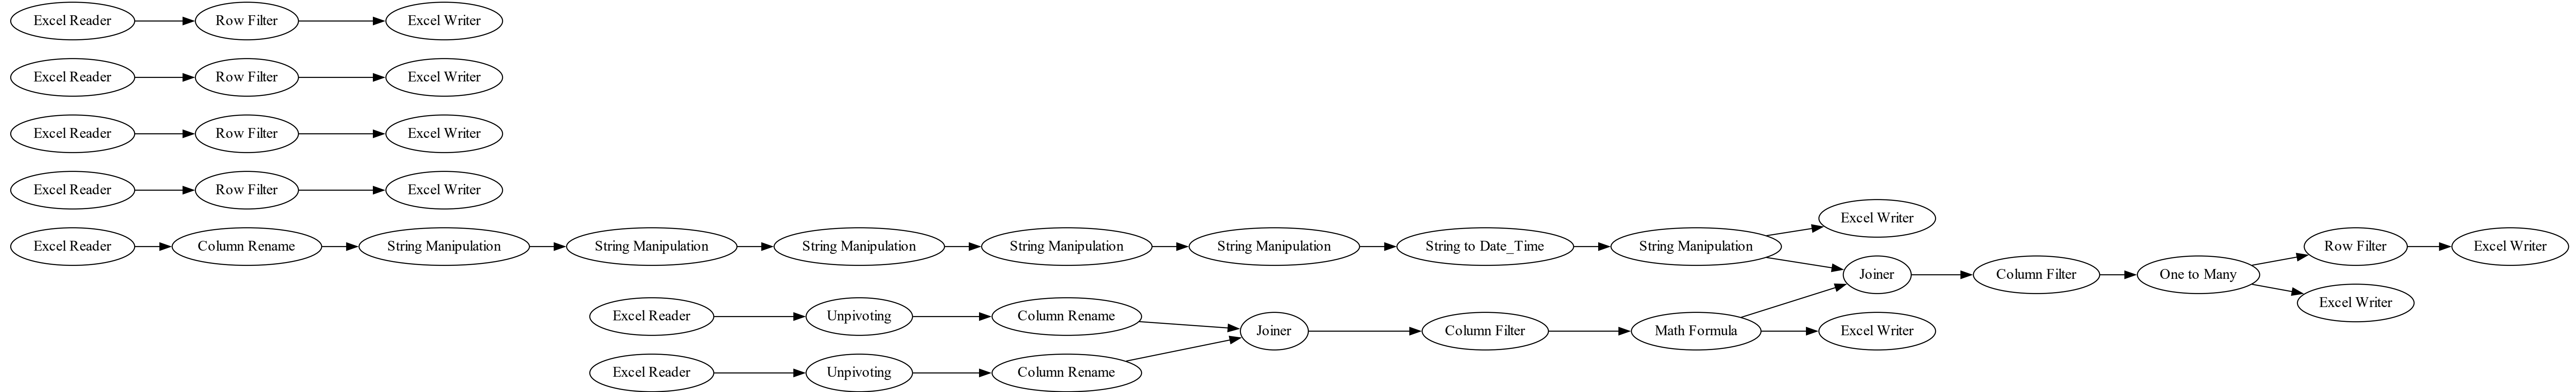 Excel Reader
Row Filter
Excel Writer
Excel Reader
Row Filter
Excel Writer
Excel Reader
Row Filter
Excel Writer
Excel Reader
Row Filter
Excel Writer
Excel Reader
Column Rename
String Manipulation
String Manipulation
String Manipulation
String Manipulation
String Manipulation
String to Date_Time
String Manipulation
Excel Writer
Joiner
Column Filter
One to Many
Row Filter
Excel Writer
Excel Writer
Excel Reader
Unpivoting
Column Rename
Joiner
Column Filter
Math Formula
Excel Writer
Excel Reader
Unpivoting
Column Rename